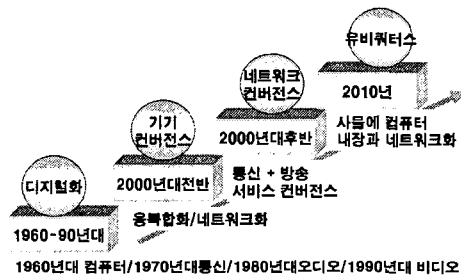 유비쿼터스
2010년
사물에 컴퓨터
내장과 네트워크화
네트워크
컨버전스
2000년대후반
통신 + 방송
서비스 컨버전스
기기
컨버전스
2000년대전반
융복합화/네트워크화
디지털화
1960-90년대
1960년대 컴퓨터/1970년대통신/1980년대오디오/1990년대 비디오